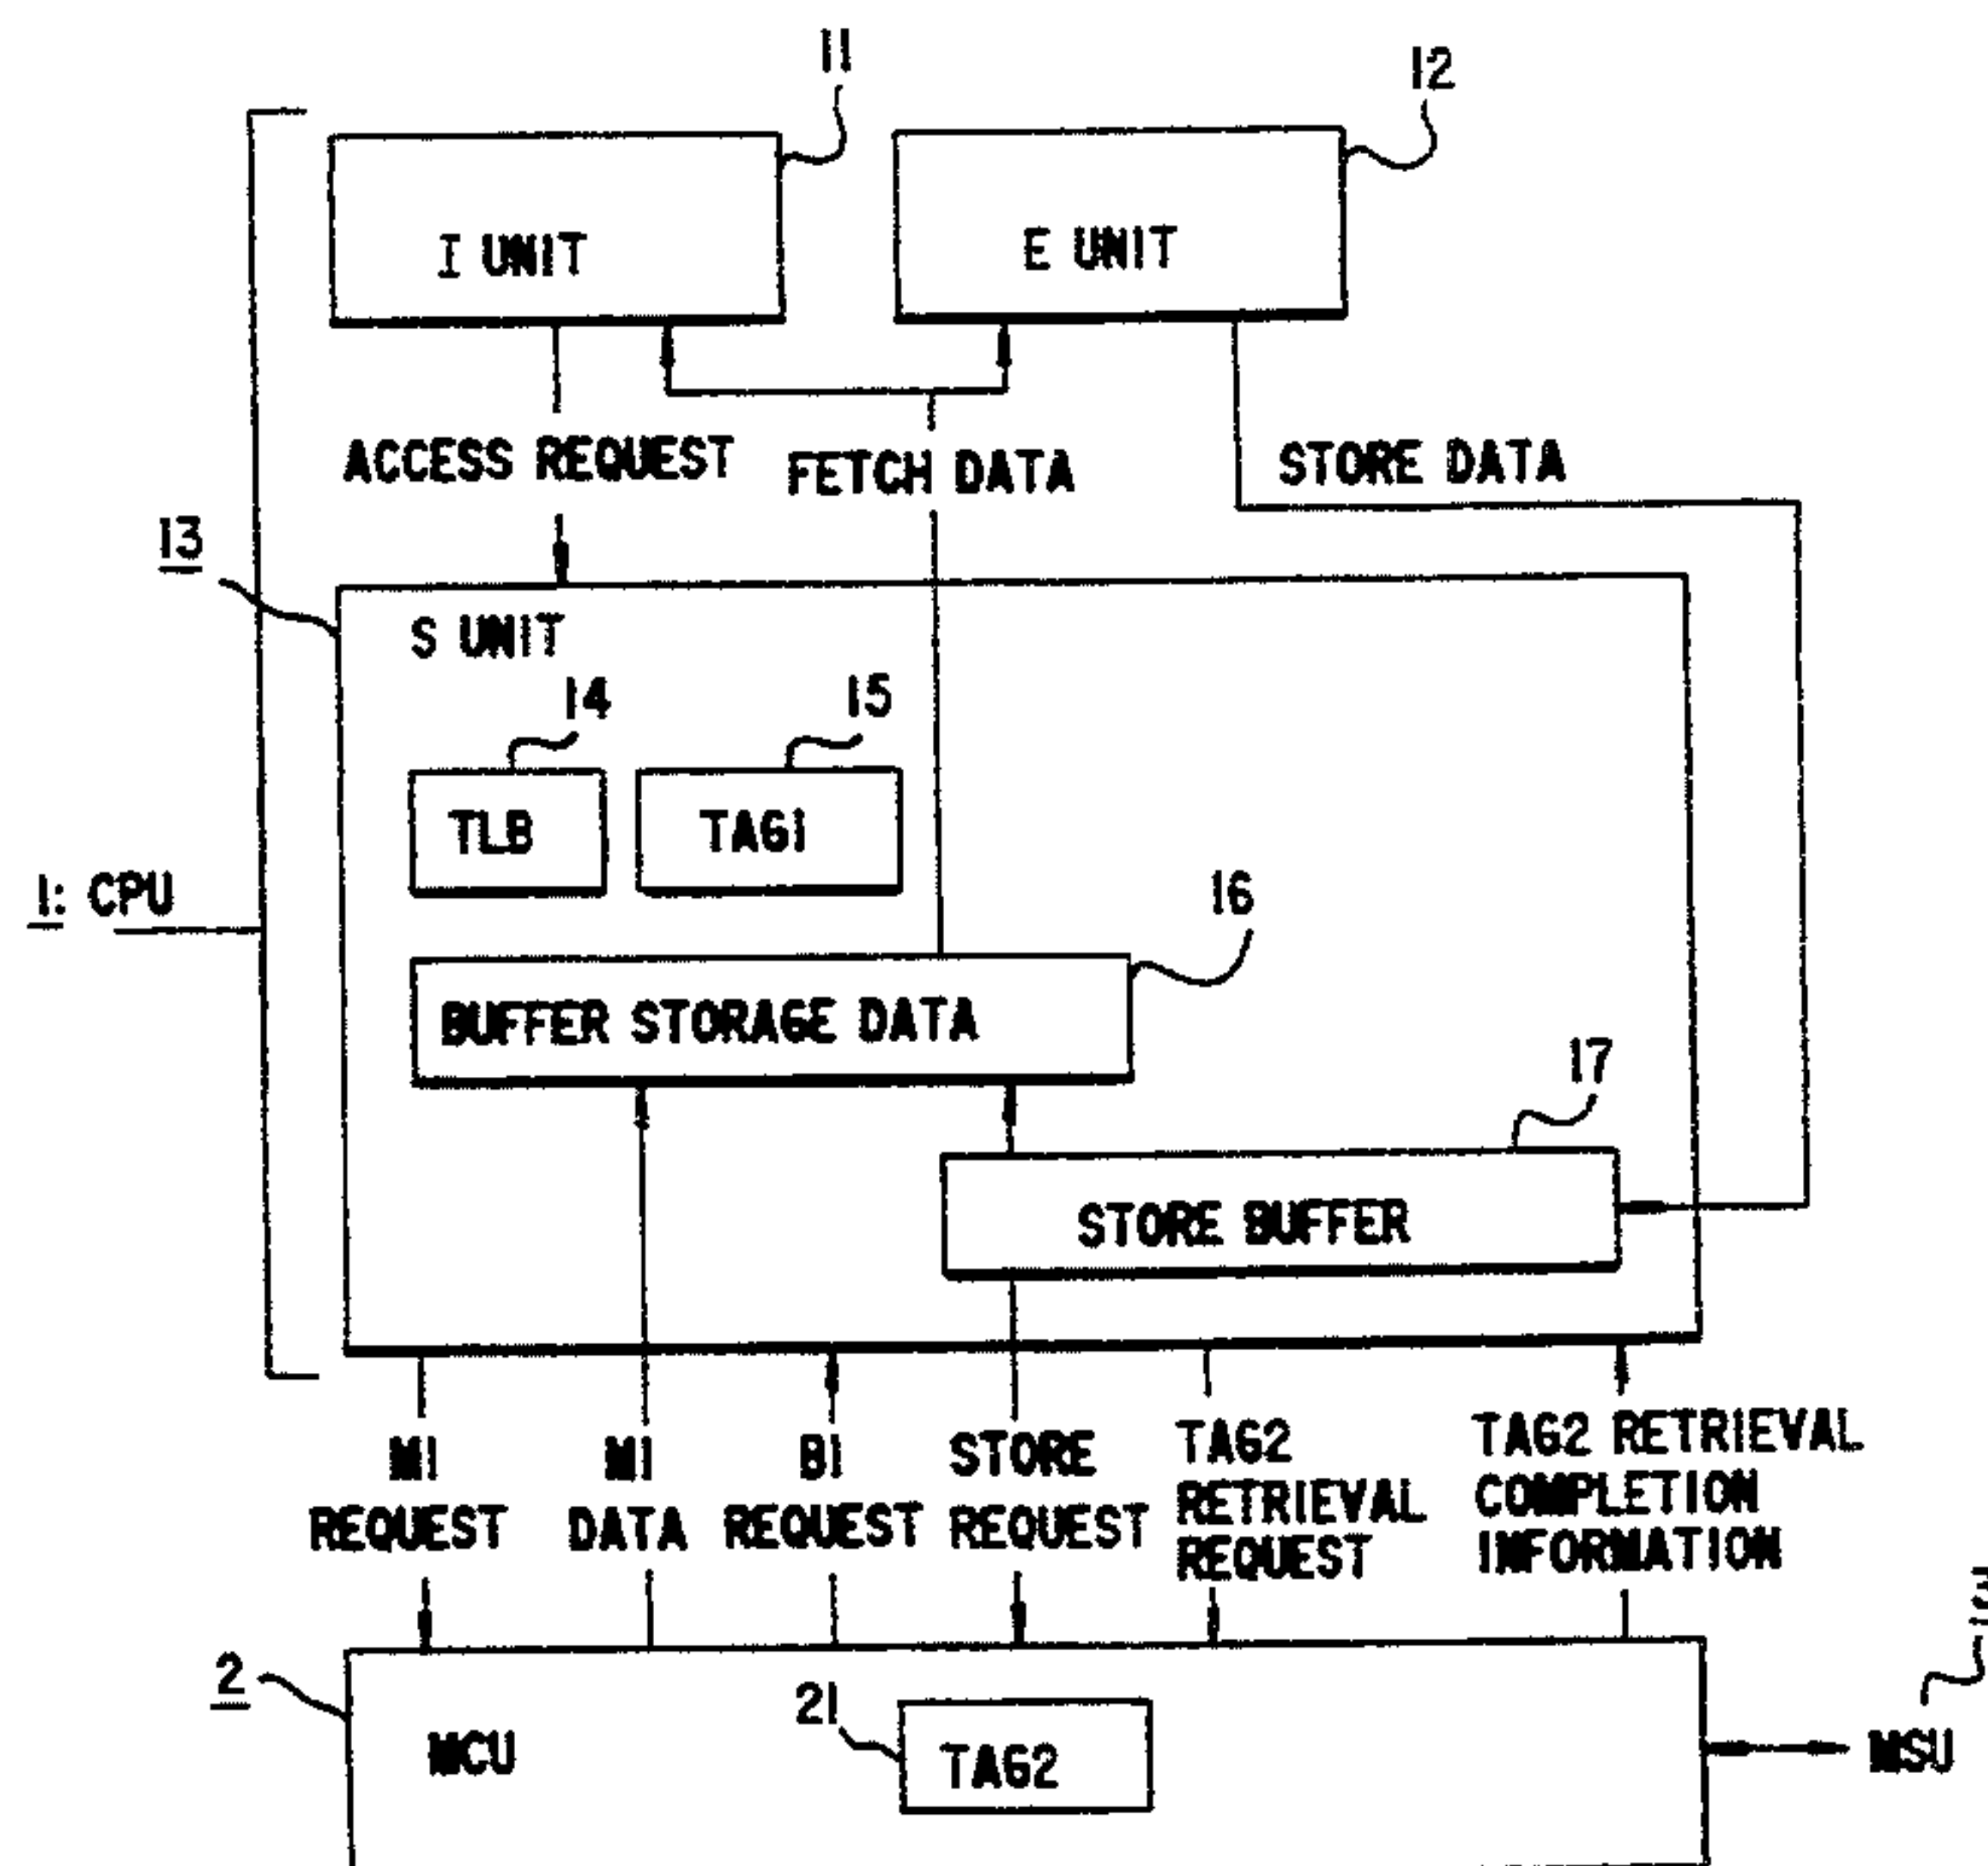 11
12
I UNIT
E UNIT
ACCESS REQUEST
FETCH DATA
STORE DATA
13
S UNIT
14
15
TLB
TAG1
1: CPU
16
BUFFER STORAGE DATA
17
STORE BUFFER
MI
REQUEST
MI
DATA
BI
REQUEST
STORE
REQUEST
TAG2
RETRIEVAL
REQUEST
TAG2 RETRIEVAL
COMPLETION
INFORMATION
3
2
21
MCU
TAG2
MSU